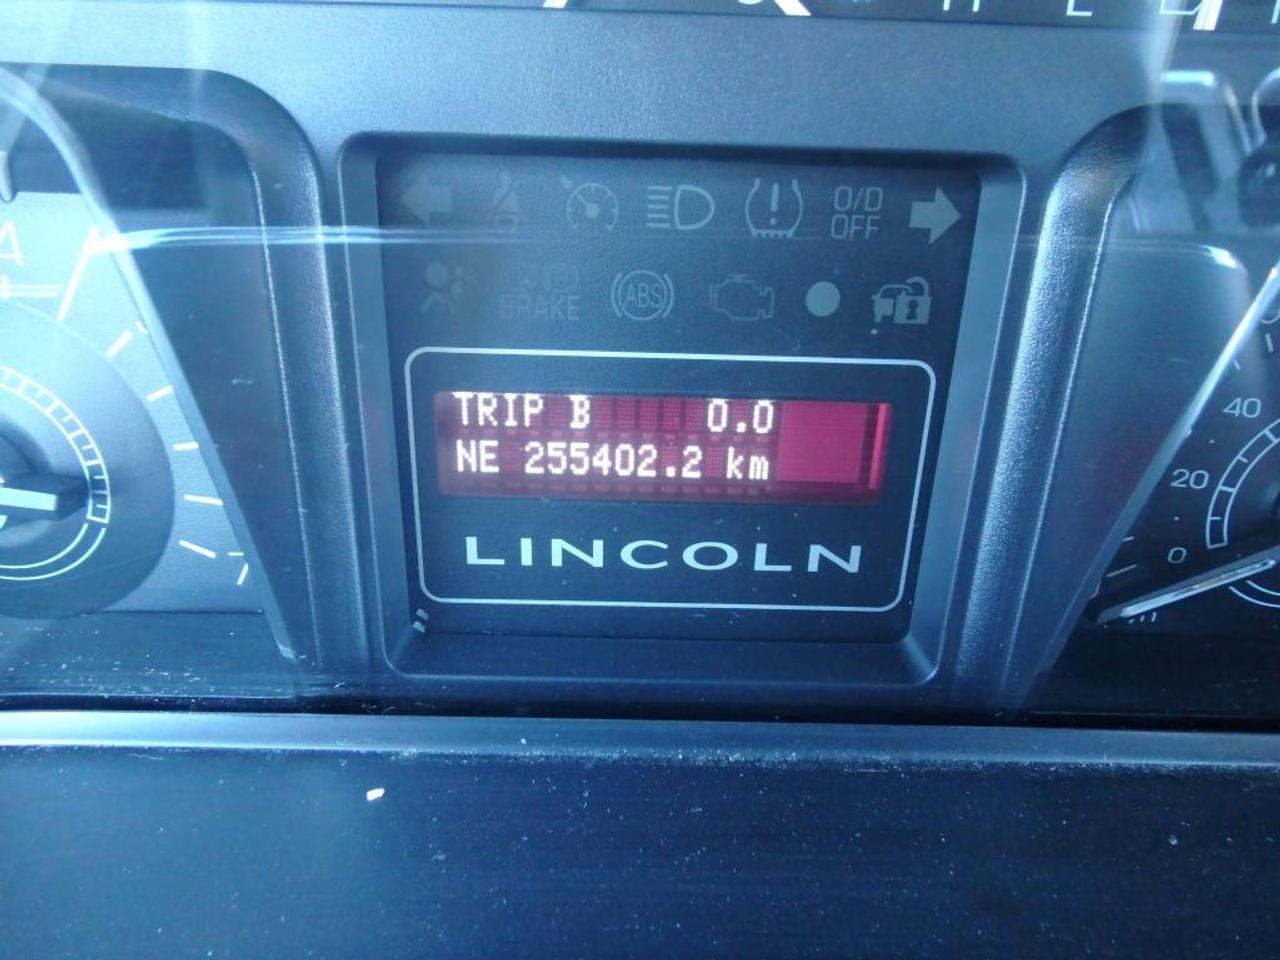 O/D
OFF
BRAKE
ABS
TRIP B 0.0
NE 255402.2 km
LINCOLN
40
20
0